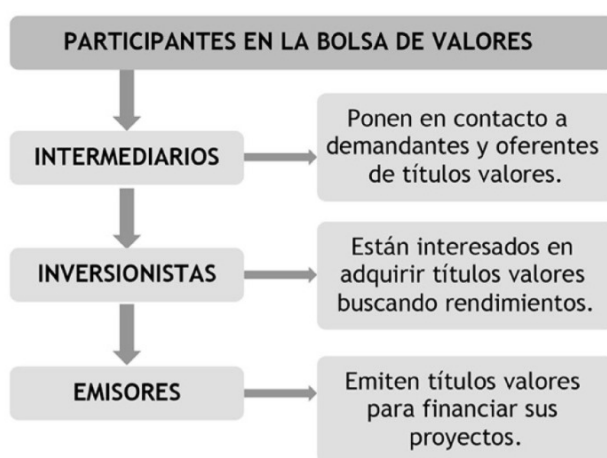 PARTICIPANTES EN LA BOLSA DE VALORES
INTERMEDIARIOS
Ponen en contacto a
demandantes y oferentes
de títulos valores.
INVERSIONISTAS
Están interesados en
adquirir títulos valores
buscando rendimientos.
EMISORES
Emiten títulos valores
para financiar sus
proyectos.